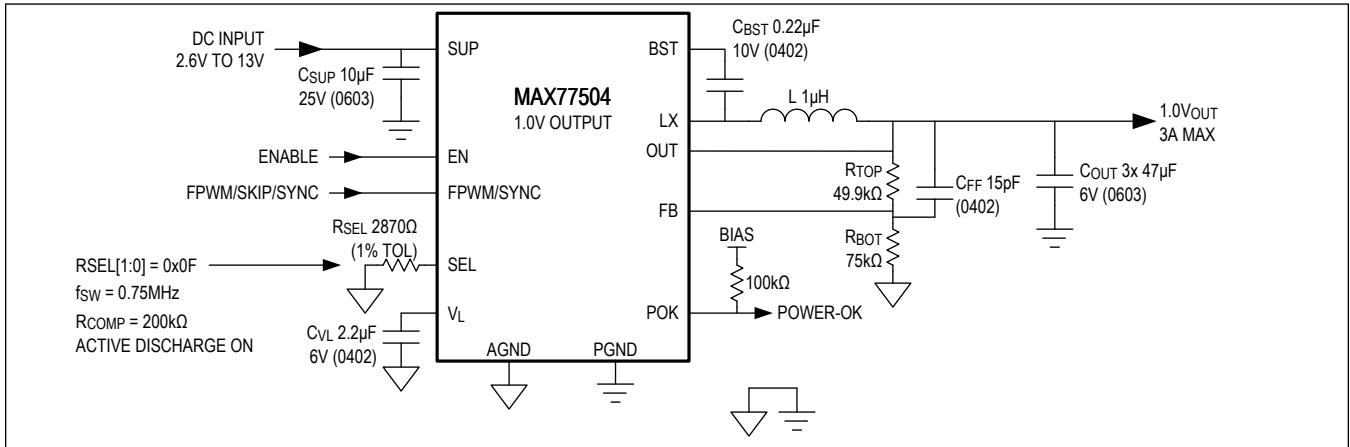 DC INPUT
2.6V TO 13V
CSUP 10µF
25V (0603)
ENABLE
FPWM/SKIP/SYNC
RSEL 2870Ω
(1% TOL)
RSEL[1:0] = 0x0F
fSW = 0.75MHz
RCOMP = 200kΩ
ACTIVE DISCHARGE ON
CVL 2.2µF
6V (0402)
SUP
BST
MAX77504
1.0V OUTPUT
LX
OUT
EN
FPWM/SYNC
FB
SEL
VL
POK
AGND
PGND
CBST 0.22µF
10V (0402)
L 1µH
1.0VOUT
3A MAX
RTOP
49.9kΩ
CFF 15pF
(0402)
COUT 3x 47µF
6V (0603)
RBOT
75kΩ
BIAS
100kΩ
POWER-OK